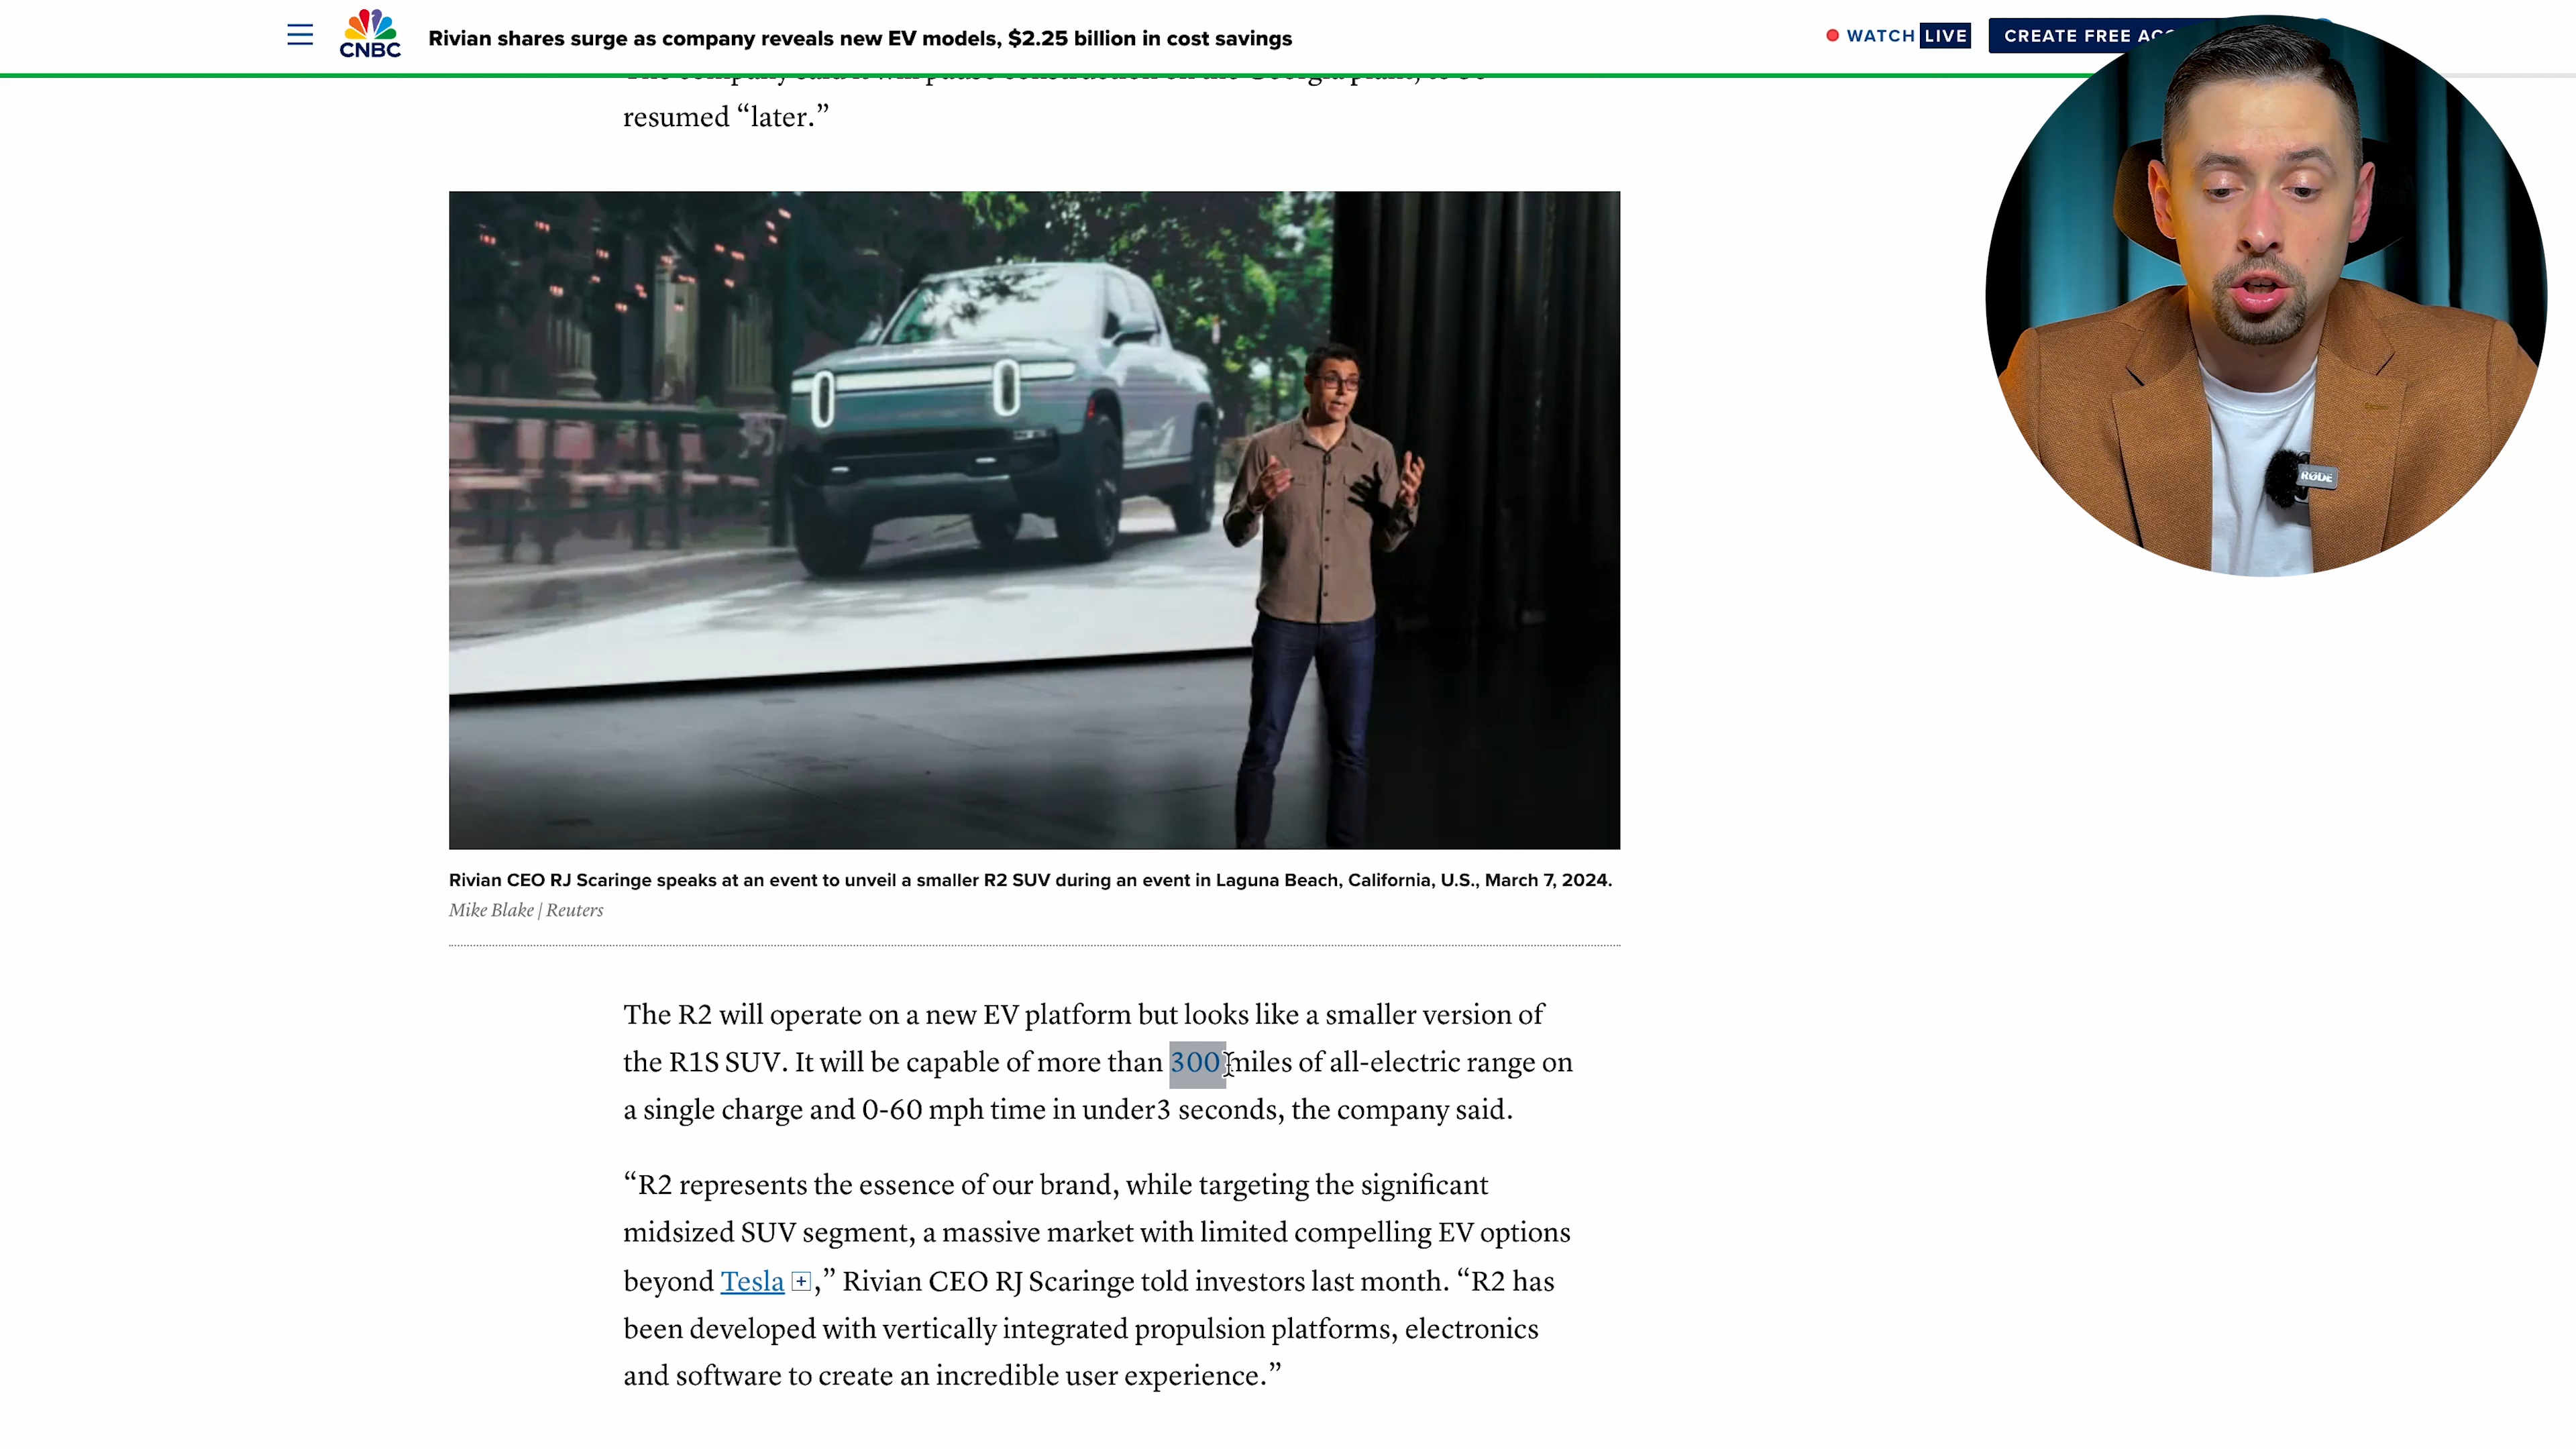 CNBC
Rivian shares surge as company reveals new EV models, $2.25 billion in cost savings
WATCH LIVE
CREATE FREE
resumed “later.”
RØDE
Rivian CEO RJ Scaringe speaks at an event to unveil a smaller R2 SUV during an event in Laguna Beach, California, U.S., March 7, 2024.
Mike Blake | Reuters
The R2 will operate on a new EV platform but looks like a smaller version of
the R1S SUV. It will be capable of more than 300 miles of all-electric range on
a single charge and 0-60 mph time in under3 seconds, the company said.
“R2 represents the essence of our brand, while targeting the significant
midsized SUV segment, a massive market with limited compelling EV options
beyond Tesla +,” Rivian CEO RJ Scaringe told investors last month. “R2 has
been developed with vertically integrated propulsion platforms, electronics
and software to create an incredible user experience.”